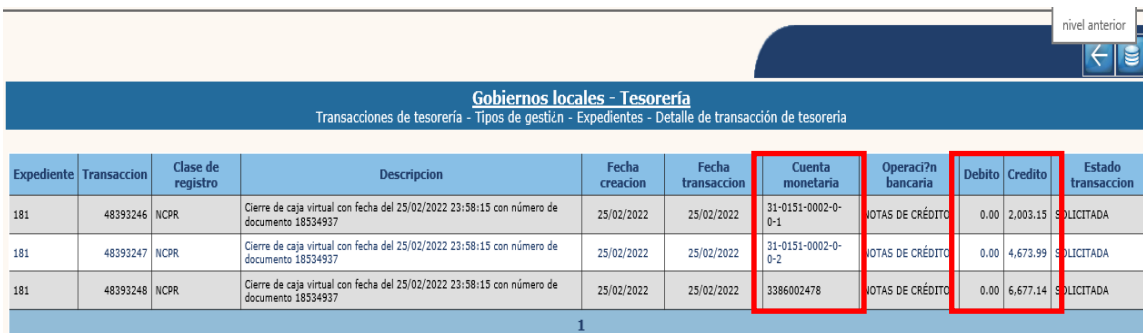 nivel anterior
Gobiernos locales - Tesorería
Transacciones de tesorería - Tipos de gesti¿n - Expedientes - Detalle de transacción de tesoreria
Expediente Transaccion Clase de registro Descripcion Fecha creacion Fecha transaccion Cuenta monetaria Operaci?n bancaria Debito Credito Estado transaccion
181 48393246 NCPR Cierre de caja virtual con fecha del 25/02/2022 23:58:15 con número de documento 18534937 25/02/2022 25/02/2022 31-0151-0002-0-0-1 NOTAS DE CRÉDITO 0.00 2,003.15 SOLICITADA
181 48393247 NCPR Cierre de caja virtual con fecha del 25/02/2022 23:58:15 con número de documento 18534937 25/02/2022 25/02/2022 31-0151-0002-0-0-2 NOTAS DE CRÉDITO 0.00 4,673.99 SOLICITADA
181 48393248 NCPR Cierre de caja virtual con fecha del 25/02/2022 23:58:15 con número de documento 18534937 25/02/2022 25/02/2022 3386002478 NOTAS DE CRÉDITO 0.00 6,677.14 SOLICITADA
1